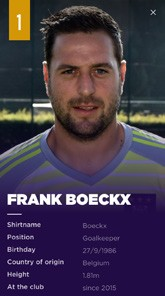 1
×
FRANK BOECKX
Shirtname Boeckx
Position Goalkeeper
Birthday 27/9/1986
Country of origin Belgium
Height 1.81m
At the club since 2015